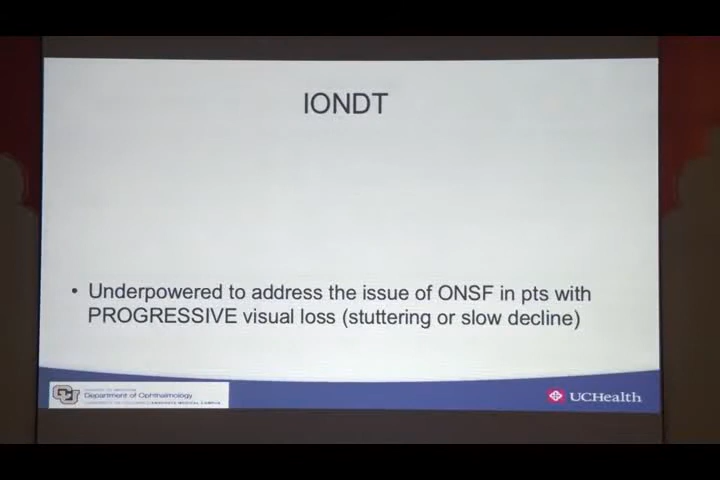 IONDT
• Underpowered to address the issue of ONSF in pts with
PROGRESSIVE visual loss (stuttering or slow decline)
Department of Ophthalmology
UCHealth